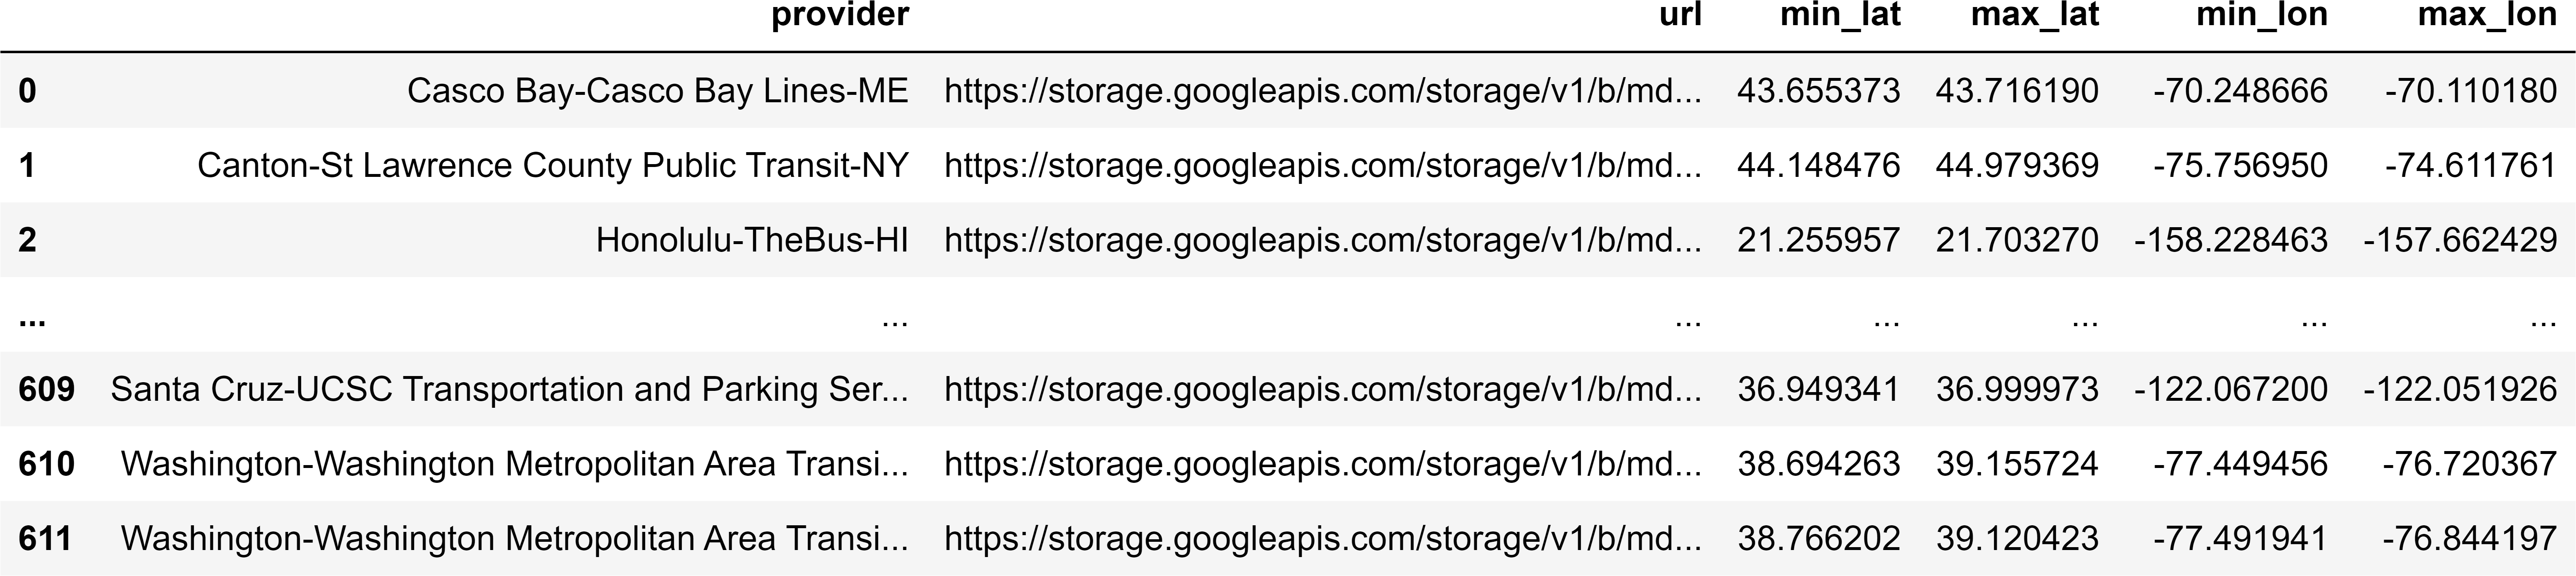 provider url min_lat max_lat min_lon max_lon
0 Casco Bay-Casco Bay Lines-ME https://storage.googleapis.com/storage/v1/b/md... 43.655373 43.716190 -70.248666 -70.110180
1 Canton-St Lawrence County Public Transit-NY https://storage.googleapis.com/storage/v1/b/md... 44.148476 44.979369 -75.756950 -74.611761
2 Honolulu-TheBus-HI https://storage.googleapis.com/storage/v1/b/md... 21.255957 21.703270 -158.228463 -157.662429
... ... ... ... ... ... ...
609 Santa Cruz-UCSC Transportation and Parking Ser... https://storage.googleapis.com/storage/v1/b/md... 36.949341 36.999973 -122.067200 -122.051926
610 Washington-Washington Metropolitan Area Transi... https://storage.googleapis.com/storage/v1/b/md... 38.694263 39.155724 -77.449456 -76.720367
611 Washington-Washington Metropolitan Area Transi... https://storage.googleapis.com/storage/v1/b/md... 38.766202 39.120423 -77.491941 -76.844197